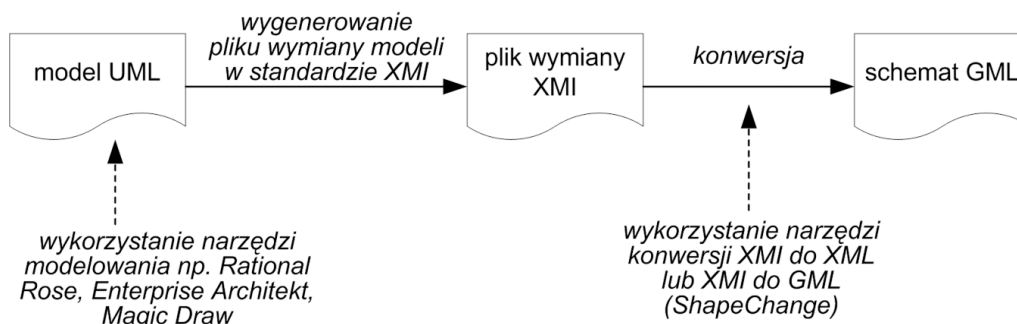 wygenerowanie
pliku wymiany modeli
w standardzie XMI
model UML
plik wymiany
XMI
konwersja
schemat GML
wykorzystanie narzędzi
modelowania np. Rational
Rose, Enterprise Architekt,
Magic Draw
wykorzystanie narzędzi
konwersji XMI do XML
lub XMI do GML
(ShapeChange)